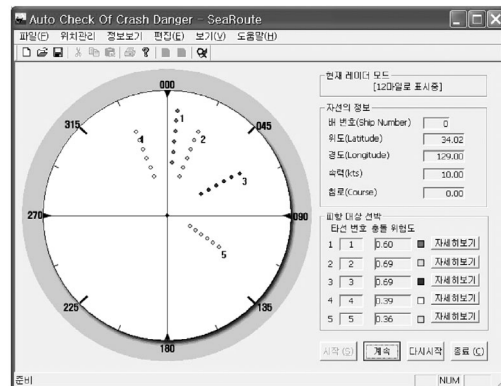 Auto Check Of Crash Danger - SeaRoute
파일(F) 위치관리 정보보기 편집(E) 보기(V) 도움말(H)
현재 레이더 모드
[12마일로 표시중]
자선의 정보
배 번호(Ship Number) 0
위도(Latitude) 34.02
경도(Longitude) 129.00
속력(kts) 10.00
침로(Course) 0.00
피항 대상 선박
타선 번호 충돌 위험도
1 1 0.60 자세히보기
2 2 0.69 자세히보기
3 3 0.69 자세히보기
4 4 0.39 자세히보기
5 5 0.36 자세히보기
시작 (S) 계속 다시시작 종료 (C)
000
315
045
4
1
2
3
270
090
5
225
135
180
준비 NUM